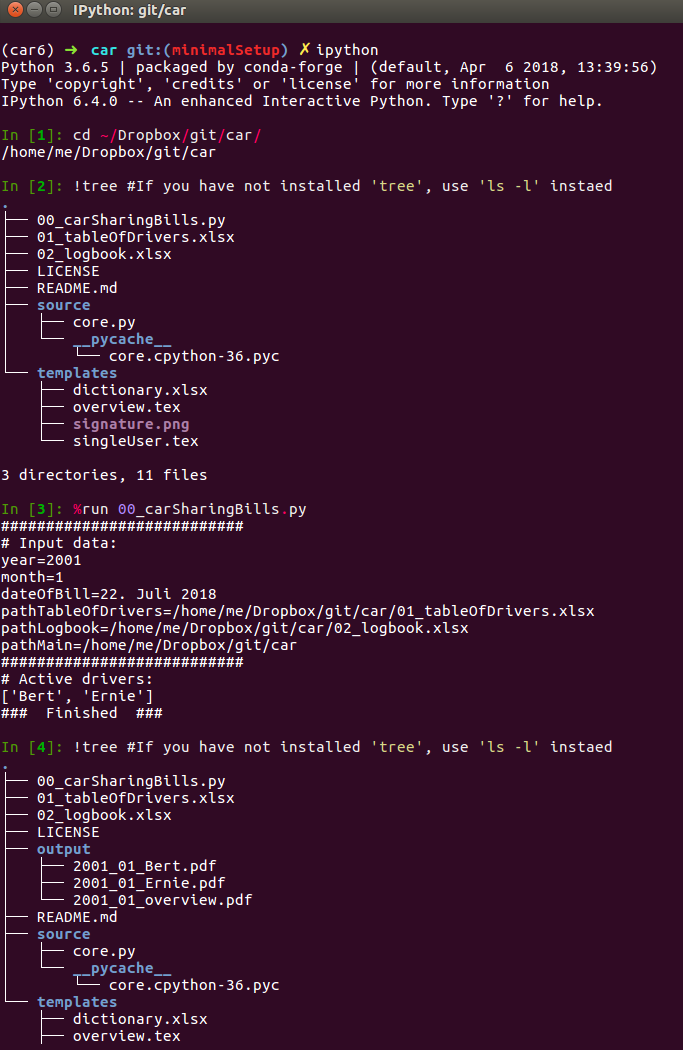 IPython: git/car
(car6) ➜  car git:(minimalSetup) ✗ ipython
Python 3.6.5 | packaged by conda-forge | (default, Apr  6 2018, 13:39:56)
Type 'copyright', 'credits' or 'license' for more information
IPython 6.4.0 -- An enhanced Interactive Python. Type '?' for help.
In [1]: cd ~/Dropbox/git/car/
/home/me/Dropbox/git/car
In [2]: !tree #If you have not installed 'tree', use 'ls -l' instaed
.
├── 00_carSharingBills.py
├── 01_tableOfDrivers.xlsx
├── 02_logbook.xlsx
├── LICENSE
├── README.md
├── source
│   ├── core.py
│   └── __pycache__
│       └── core.cpython-36.pyc
└── templates
    ├── dictionary.xlsx
    ├── overview.tex
    ├── signature.png
    └── singleUser.tex
3 directories, 11 files
In [3]: %run 00_carSharingBills.py
###########################
# Input data:
year=2001
month=1
dateOfBill=22. Juli 2018
pathTableOfDrivers=/home/me/Dropbox/git/car/01_tableOfDrivers.xlsx
pathLogbook=/home/me/Dropbox/git/car/02_logbook.xlsx
pathMain=/home/me/Dropbox/git/car
###########################
# Active drivers:
['Bert', 'Ernie']
###  Finished  ###
In [4]: !tree #If you have not installed 'tree', use 'ls -l' instaed
.
├── 00_carSharingBills.py
├── 01_tableOfDrivers.xlsx
├── 02_logbook.xlsx
├── LICENSE
├── output
│   ├── 2001_01_Bert.pdf
│   ├── 2001_01_Ernie.pdf
│   └── 2001_01_overview.pdf
├── README.md
├── source
│   ├── core.py
│   └── __pycache__
│       └── core.cpython-36.pyc
└── templates
    ├── dictionary.xlsx
    ├── overview.tex